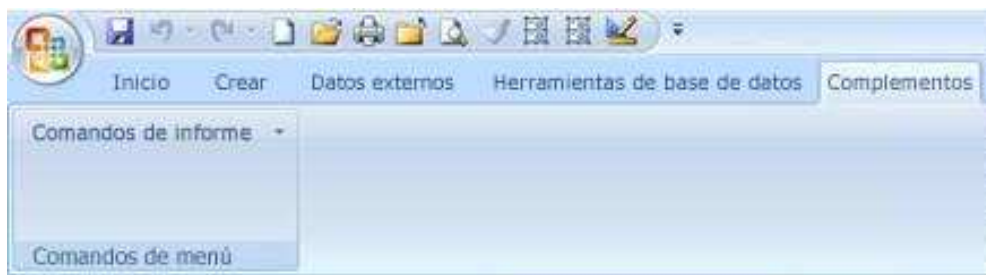 Inicio Crear Datos externos Herramientas de base de datos Complementos
Comandos de informe
Comandos de menú